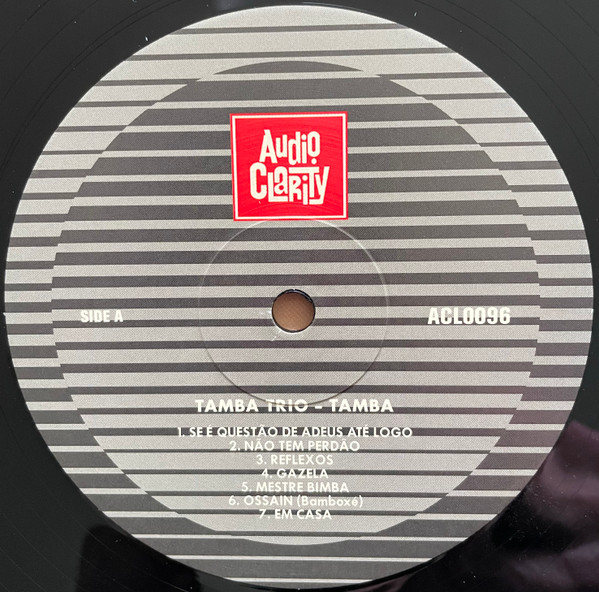 Audio
Clarity
SIDE A
ACL0096
TAMBA TRIO - TAMBA
1. SE É QUESTÃO DE ADEUS ATÉ LOGO
2. NÃO TEM PERDÃO
3. REFLEXOS
4. GAZELA
5. MESTRE BIMBA
6. OSSAIN (Bamboxé)
7. EM CASA